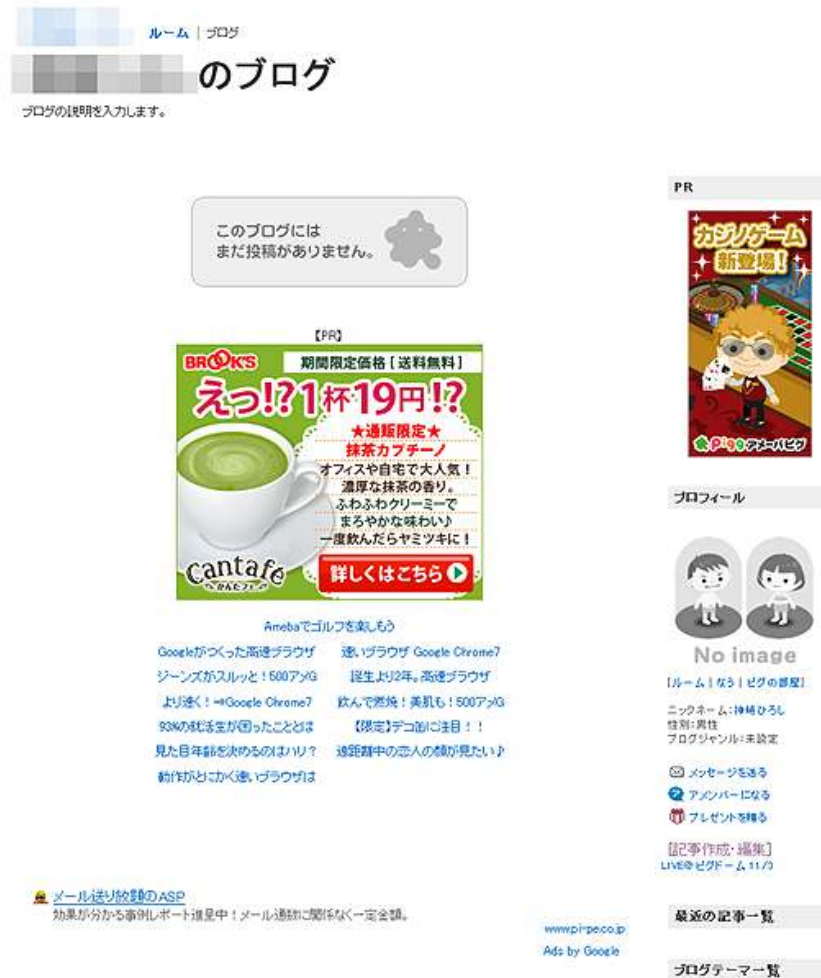 ルーム | ブログ
のブログ
ブログの説明を入力します。
このブログには
まだ投稿がありません。
【PR】
BROOK'S 期間限定価格[送料無料]
えっ!?1杯19円!?
★通販限定★
抹茶カプチーノ
オフィスや自宅で大人気!
濃厚な抹茶の香り。
ふわふわクリーミーで
まろやかな味わい♪
一度飲んだらヤミツキに!
Cantafe
かんたフェ
詳しくはこちら
Amebaでゴルフを楽しもう
Googleがつくった高速ブラウザ
速いブラウザ Google Chrome7
ジーンズがスルッと!500アメG
誕生より2年。高速ブラウザ
より速く!⇒Google Chrome7
飲んで燃焼!美肌も!500アメG
93%の就活生が困ったこととは
【限定】デコ缶に注目!!
見た目年齢を決めるのはハリ?
遠距離中の恋人の顔が見たい♪
動作がとにかく速いブラウザは
メール送り放題のASP
効果が分かる事例レポート進呈中!メール通数に関係なく一定金額。
www.pi-pe.co.jp
Ads by Google
PR
カジノゲーム
新登場!
Pigg アメーバピグ
プロフィール
No image
[ルーム|なう|ピグの部屋]
ニックネーム:神崎ひろし
性別:男性
ブログジャンル:未設定
メッセージを送る
アメンバーになる
プレゼントを贈る
[記事作成・編集]
LIVE@ピグドーム 11/3
最近の記事一覧
ブログテーマ一覧